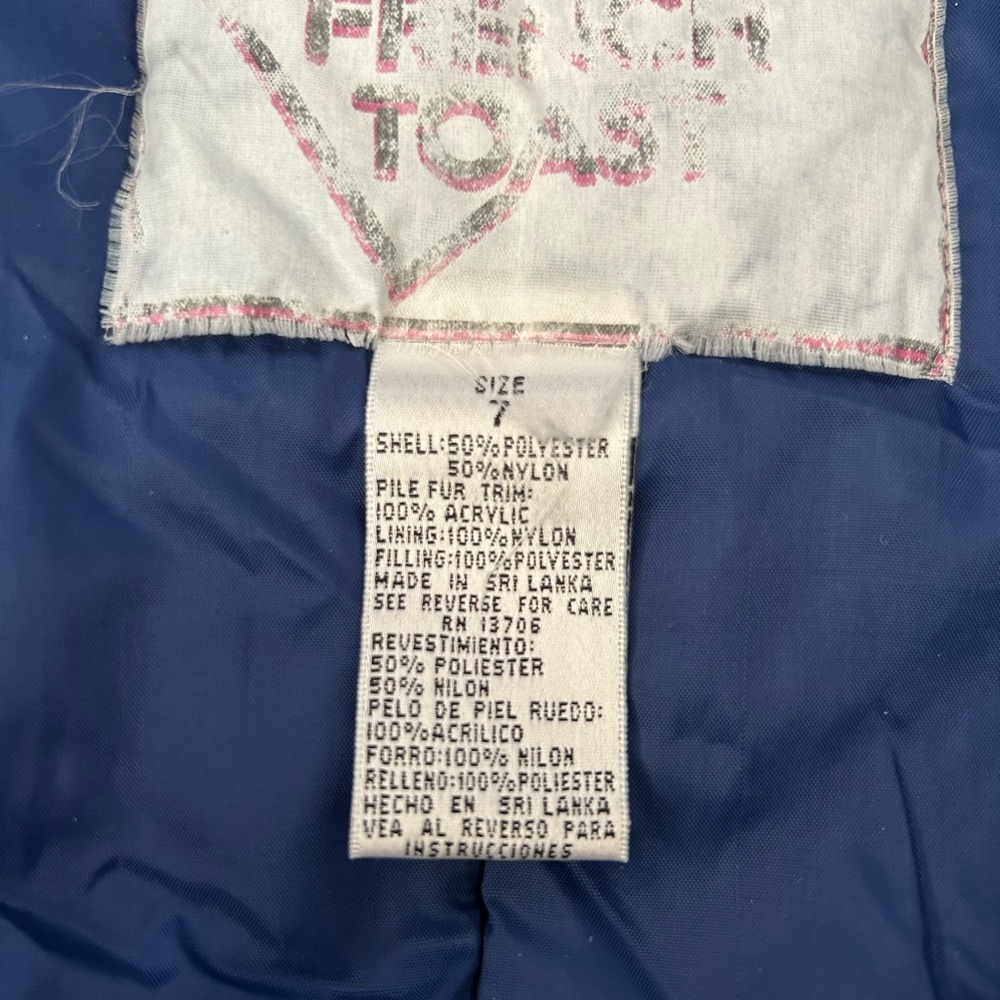 FRENCH
TOAST
SIZE
7
SHELL:50%POLYESTER
50%NYLON
PILE FUR TRIM:
100% ACRYLIC
LINING:100%NYLON
FILLING:100%POLYESTER
MADE IN SRI LANKA
SEE REVERSE FOR CARE
RN 13706
REVESTIMIENTO:
50% POLIESTER
50% NILON
PELO DE PIEL RUEDO:
100%ACRILICO
FORRO:100% NILON
RELLENO:100%POLIESTER
HECHO EN SRI LANKA
VEA AL REVERSO PARA
INSTRUCCIONES